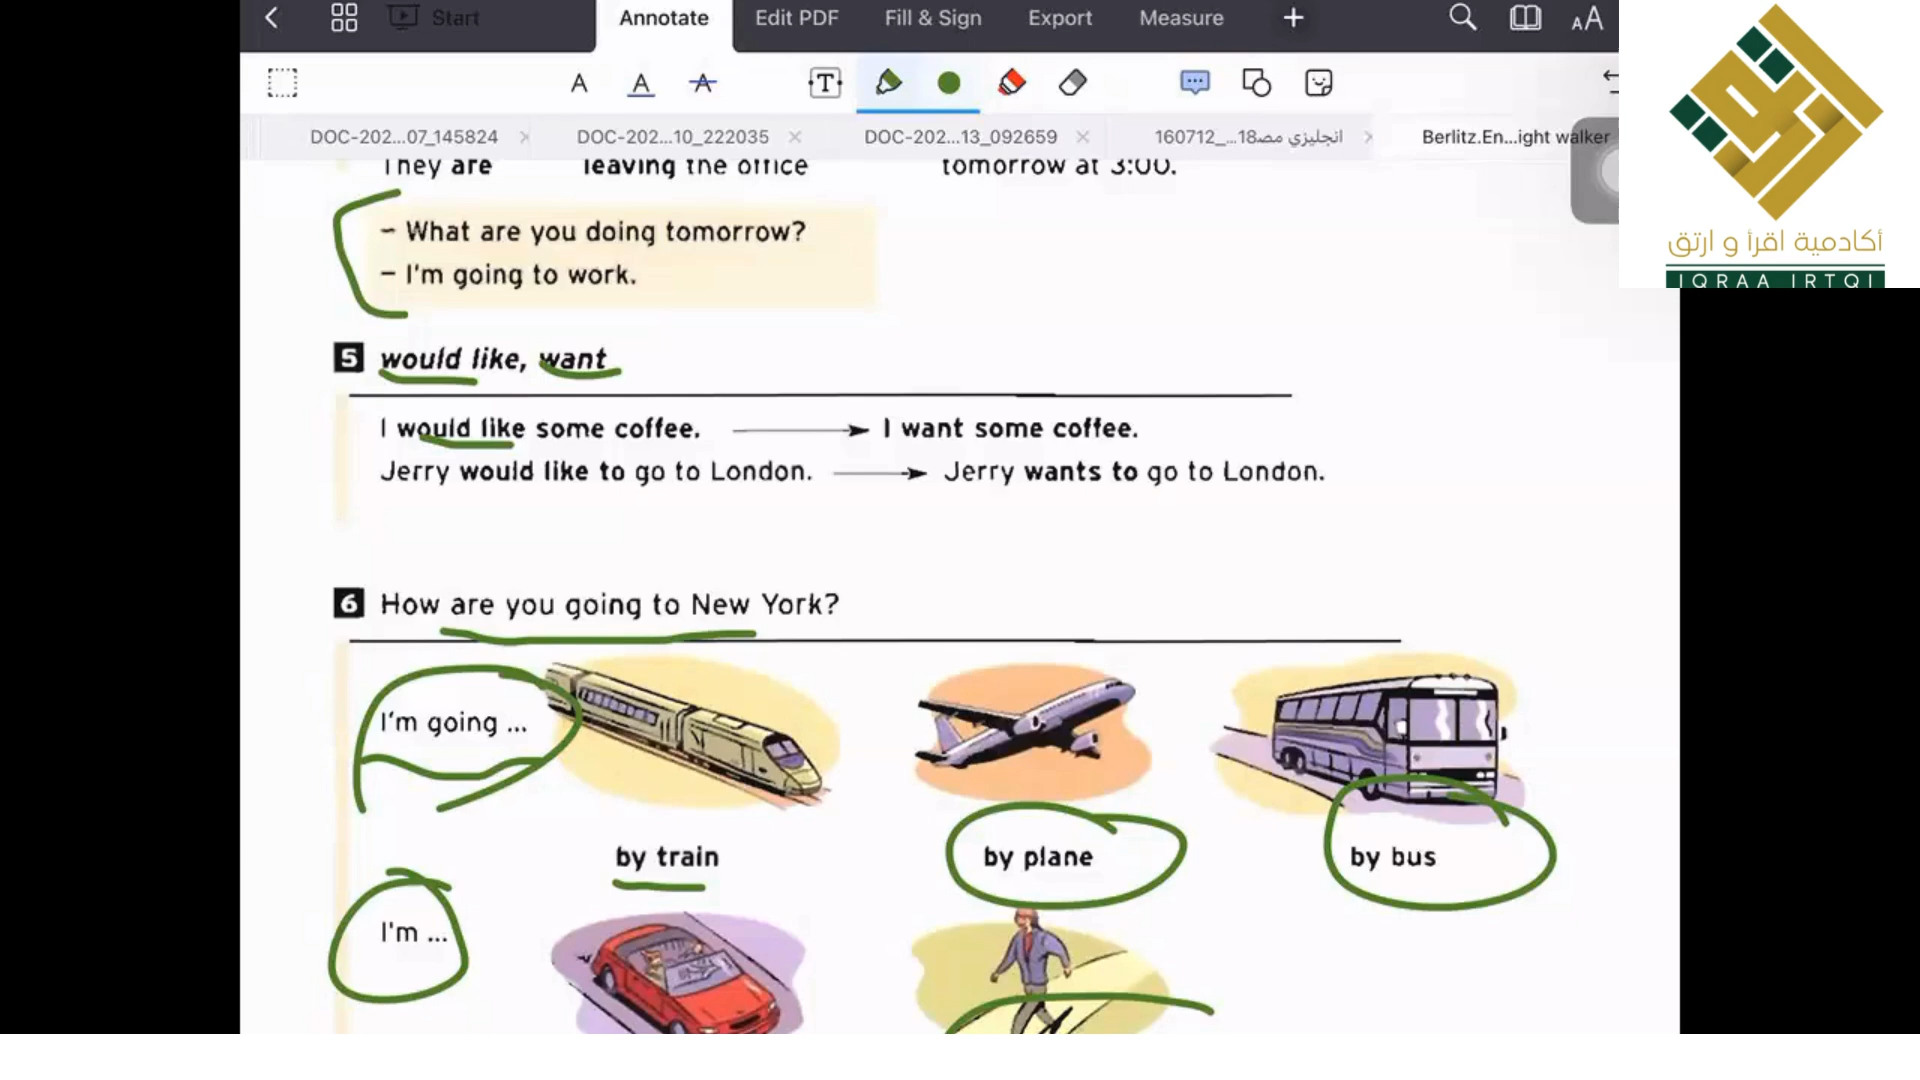 Start Annotate Edit PDF Fill & Sign Export Measure
DOC-202...07_145824 DOC-202...10_222035 DOC-202...13_092659 انجليزي مص18..._160712 Berlitz.En...ight walker
They are leaving the office tomorrow at 3:00.
– What are you doing tomorrow?
– I'm going to work.
5 would like, want
I would like some coffee. I want some coffee.
Jerry would like to go to London. Jerry wants to go to London.
6 How are you going to New York?
I'm going ...
by train by plane by bus
I'm ...
أكادمية اقرأ و ارتق
IQRAA IRTQI